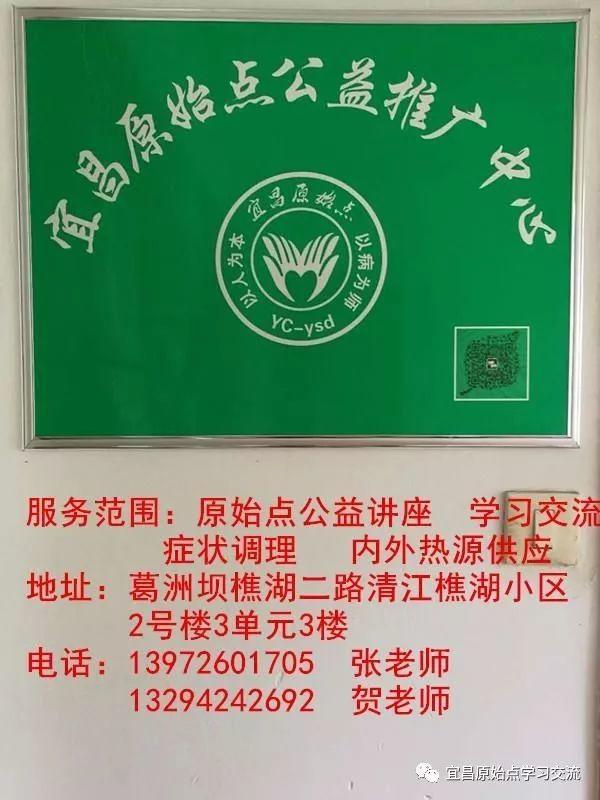 宜昌原始点公益推广中心
宜昌原始点
以人为本 以病为师
YC-ysd
服务范围：原始点公益讲座 学习交流
症状调理 内外热源供应
地址：葛洲坝樵湖二路清江樵湖小区
2号楼3单元3楼
电话：13972601705 张老师
13294242692 贺老师
宜昌原始点学习交流